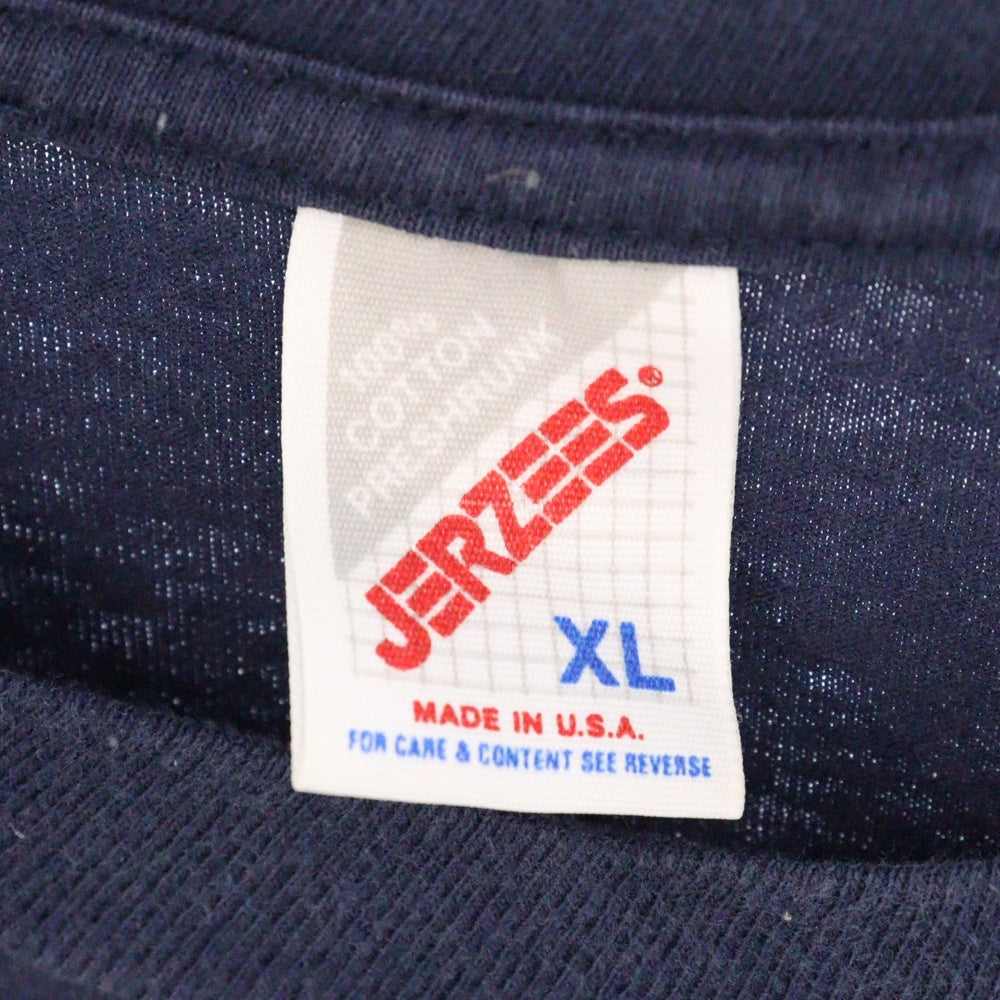 100%
COTTON
PRESHRUNK
JERZEES®
XL
MADE IN U.S.A.
FOR CARE & CONTENT SEE REVERSE